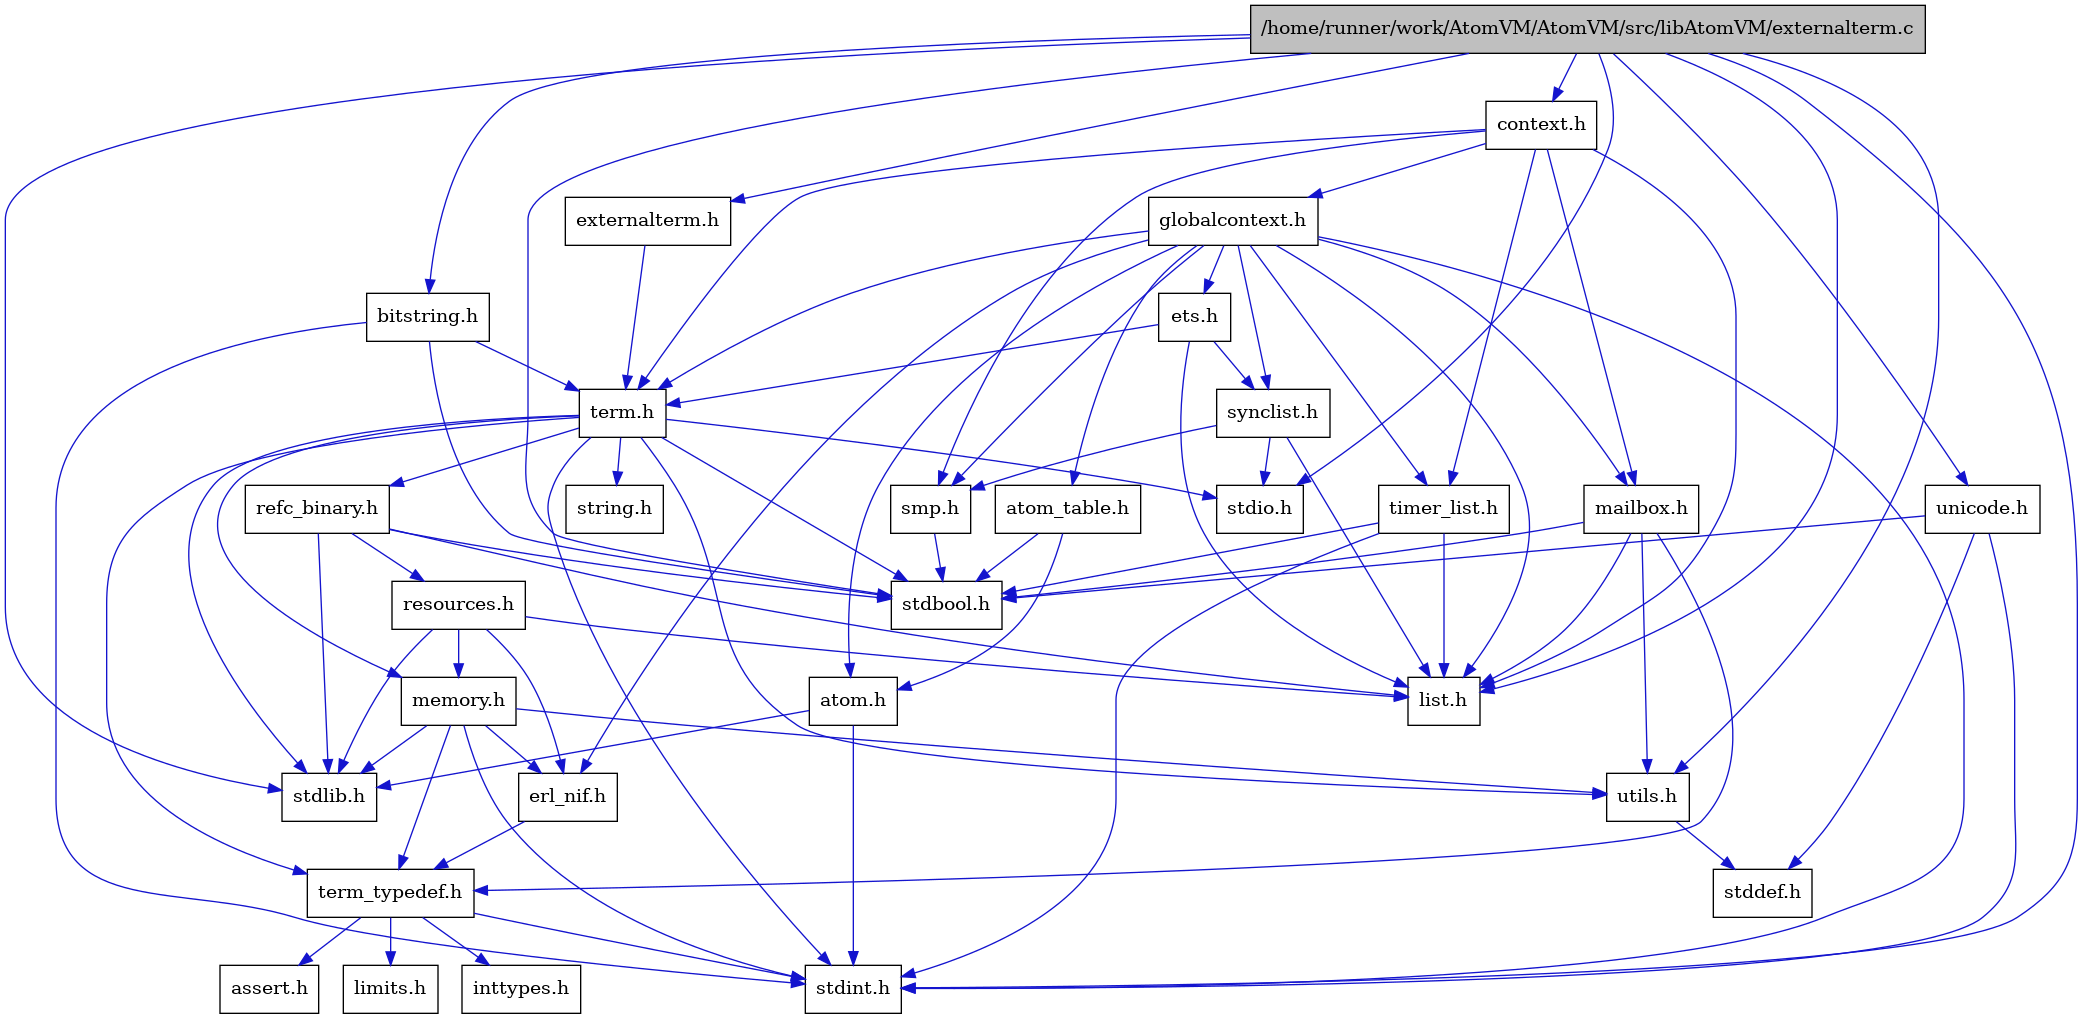 /home/runner/work/AtomVM/AtomVM/src/libAtomVM/externalterm.c
context.h
externalterm.h
globalcontext.h
bitstring.h
ets.h
term.h
synclist.h
refc_binary.h
string.h
smp.h
atom_table.h
stdio.h
timer_list.h
mailbox.h
unicode.h
resources.h
stdbool.h
memory.h
atom.h
list.h
stdlib.h
erl_nif.h
utils.h
term_typedef.h
stddef.h
assert.h
limits.h
inttypes.h
stdint.h